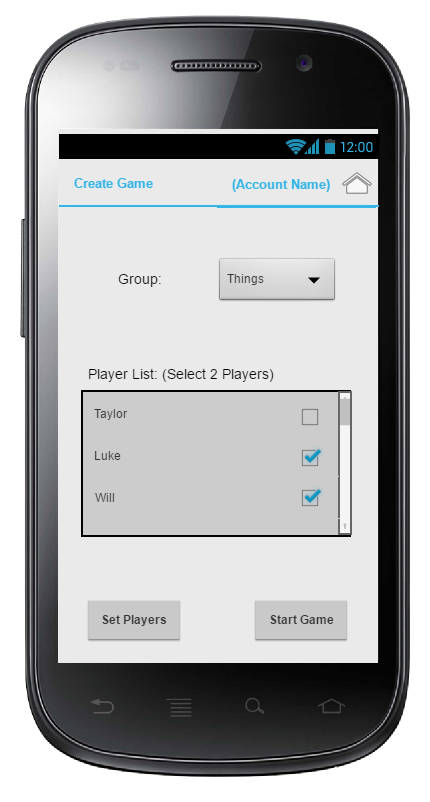 12:00
Create Game (Account Name)
Group: Things
Player List: (Select 2 Players)
Taylor
Luke
Will
Set Players Start Game